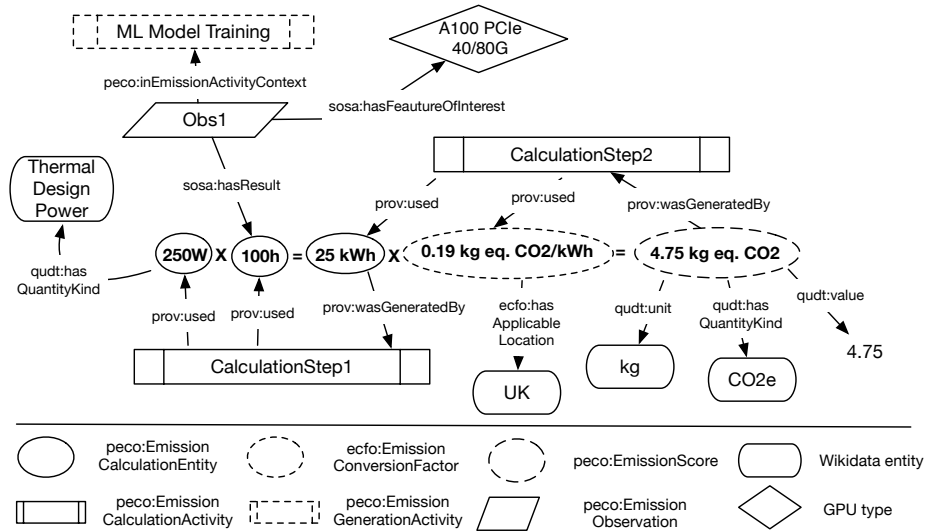 ML Model Training
A100 PCIe
40/80G
peco:inEmissionActivityContext
sosa:hasFeautureOfInterest
Obs1
CalculationStep2
Thermal
Design
Power
sosa:hasResult
prov:used
prov:used
prov:wasGeneratedBy
250W X 100h = 25 kWh X 0.19 kg eq. CO2/kWh = 4.75 kg eq. CO2
qudt:has
QuantityKind
prov:used
prov:used
prov:wasGeneratedBy
ecfo:has
Applicable
Location
qudt:unit
qudt:has
QuantityKind
qudt:value
4.75
CalculationStep1
UK
kg
CO2e
peco:Emission
CalculationEntity
ecfo:Emission
ConversionFactor
peco:EmissionScore
Wikidata entity
peco:Emission
CalculationActivity
peco:Emission
GenerationActivity
peco:Emission
Observation
GPU type